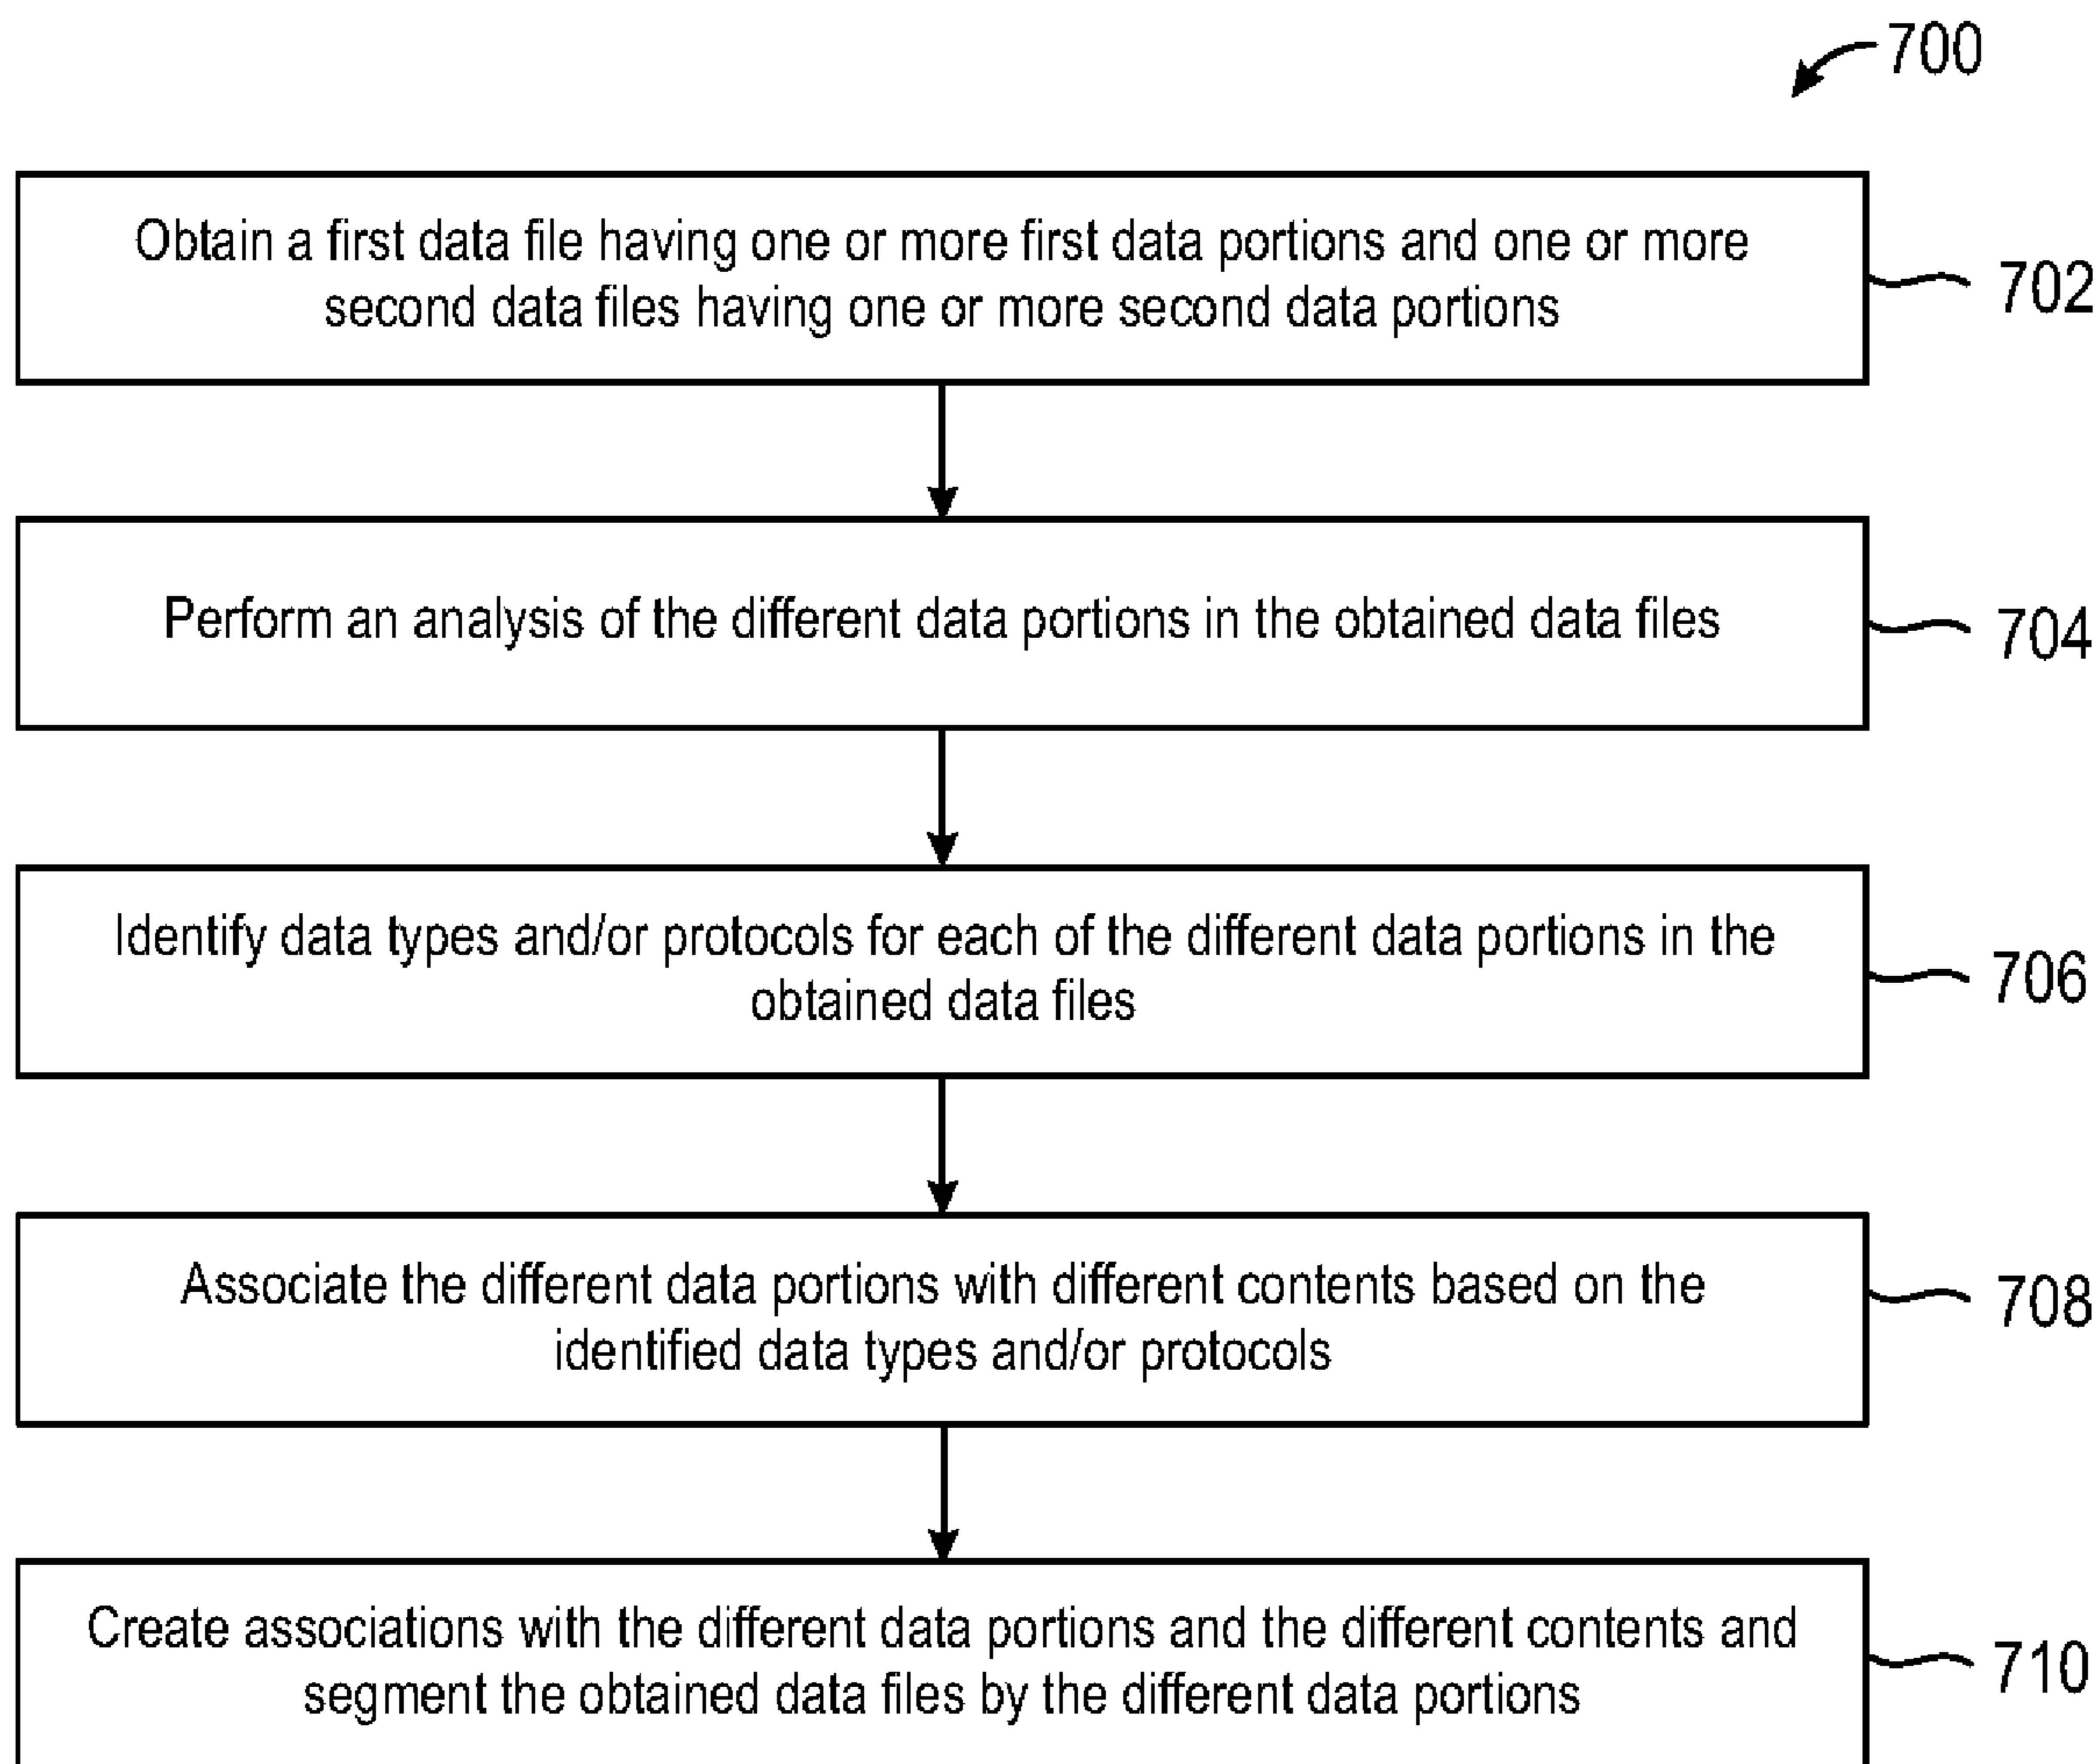 700
Obtain a first data file having one or more first data portions and one or more
second data files having one or more second data portions
702
Perform an analysis of the different data portions in the obtained data files
704
Identify data types and/or protocols for each of the different data portions in the
obtained data files
706
Associate the different data portions with different contents based on the
identified data types and/or protocols
708
Create associations with the different data portions and the different contents and
segment the obtained data files by the different data portions
710